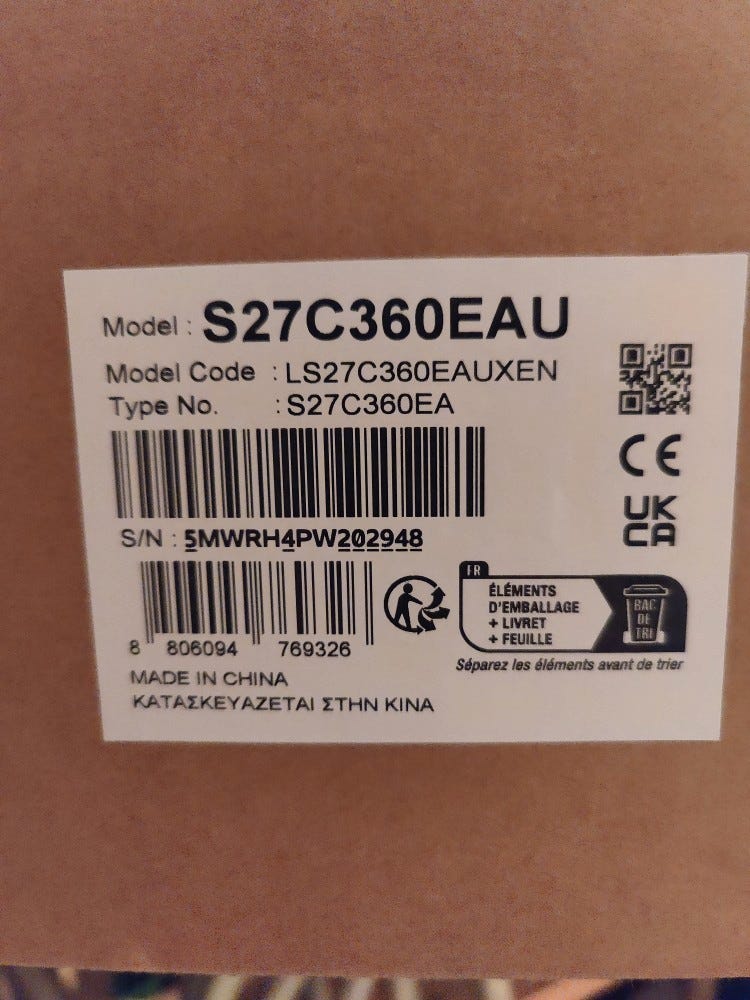 Model : S27C360EAU
Model Code : LS27C360EAUXEN
Type No. : S27C360EA
CE
UK
CA
S/N : 5MWRH4PW202948
8 806094 769326
FR
ÉLÉMENTS
D'EMBALLAGE
+ LIVRET
+ FEUILLE
BAC
DE
TRI
Séparez les éléments avant de trier
MADE IN CHINA
ΚΑΤΑΣΚΕΥΑΖΕΤΑΙ ΣΤΗΝ ΚΙΝΑ